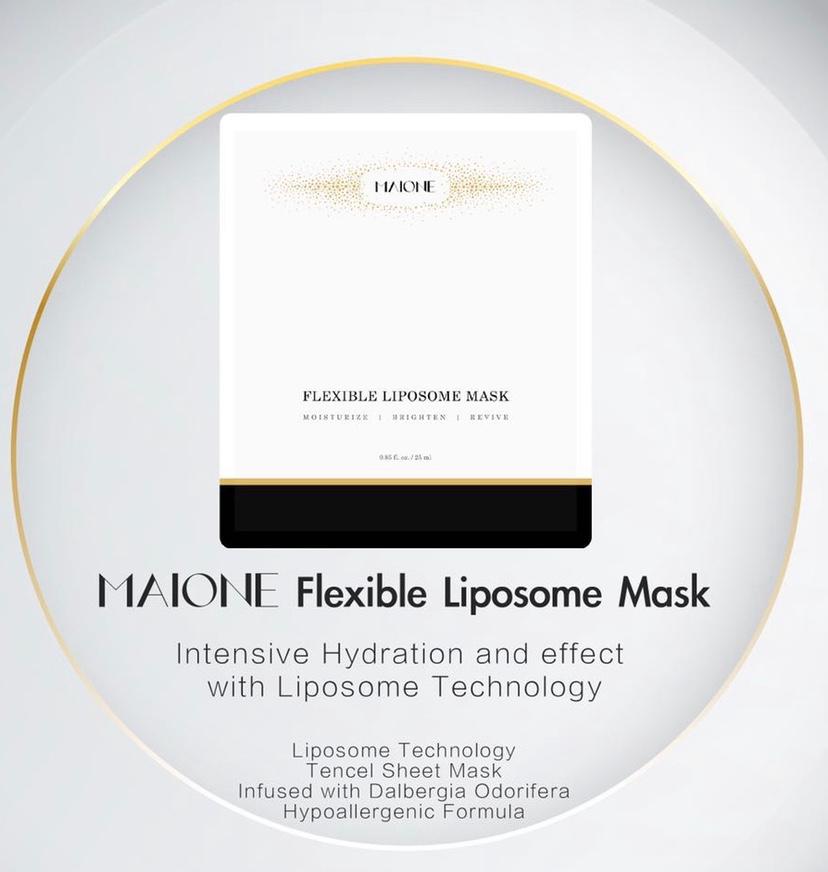 MAIONE
FLEXIBLE LIPOSOME MASK
MOISTURIZE | BRIGHTEN | REVIVE
0.85 fl. oz. / 25 ml
MAIONE Flexible Liposome Mask
Intensive Hydration and effect
with Liposome Technology
Liposome Technology
Tencel Sheet Mask
Infused with Dalbergia Odorifera
Hypoallergenic Formula